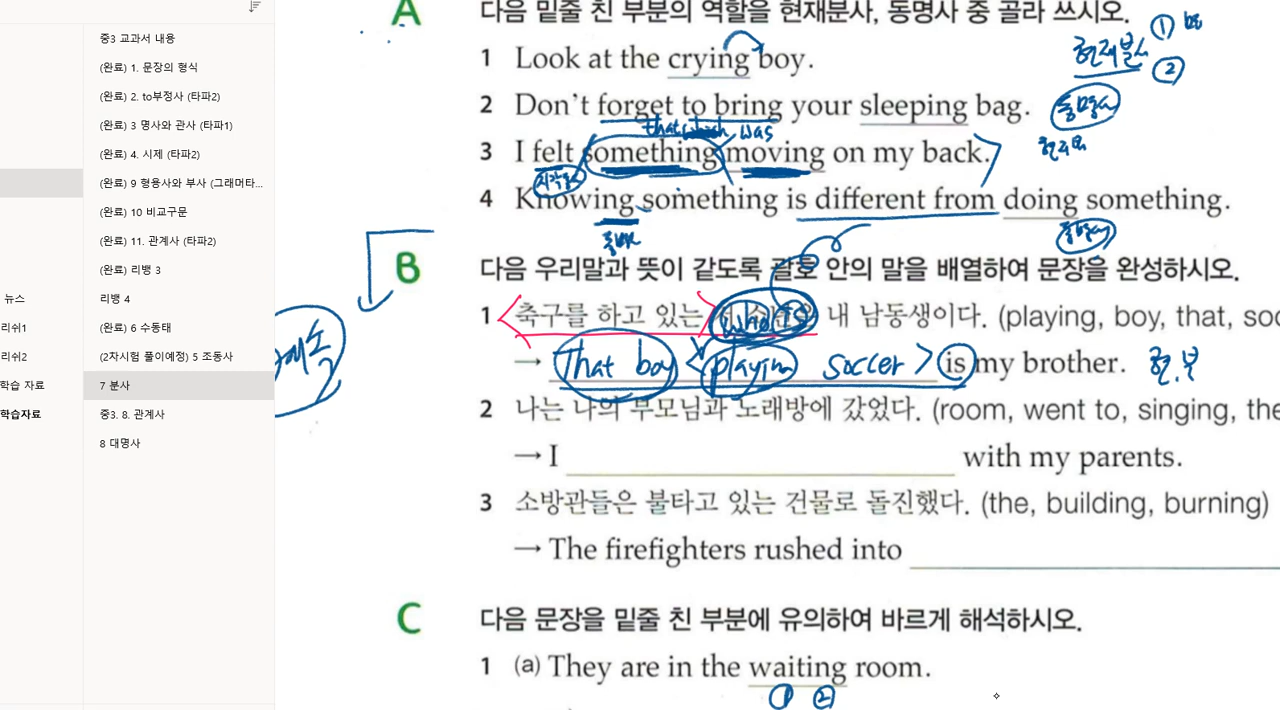 중3 교과서 내용
(완료) 1. 문장의 형식
(완료) 2. to부정사 (타파2)
(완료) 3 명사와 관사 (타파1)
(완료) 4. 시제 (타파2)
(완료) 9 형용사와 부사 (그래머타...
(완료) 10 비교구문
(완료) 11. 관계사 (타파2)
(완료) 리뱅 3
뉴스
리뱅 4
리쉬1
(완료) 6 수동태
리쉬2
(2차시험 풀이예정) 5 조동사
학습 자료
7 분사
학습자료
중3. 8. 관계사
8 대명사
A 다음 밑줄 친 부분의 역할을 현재분사, 동명사 중 골라 쓰시오.
①
현재분사
②
1 Look at the crying boy.
2 Don't forget to bring your sleeping bag.
동명사
that which was
3 I felt something moving on my back.
지각동사
4 Knowing something is different from doing something.
동명사
동명사
B 다음 우리말과 뜻이 같도록 괄호 안의 말을 배열하여 문장을 완성하시오.
1 축구를 하고 있는 who is 내 남동생이다. (playing, boy, that, soc
→ That boy < playing soccer > is my brother.
현.분
2 나는 나의 부모님과 노래방에 갔었다. (room, went to, singing, the
→ I with my parents.
3 소방관들은 불타고 있는 건물로 돌진했다. (the, building, burning)
→ The firefighters rushed into
C 다음 문장을 밑줄 친 부분에 유의하여 바르게 해석하시오.
1 (a) They are in the waiting room.
① ②